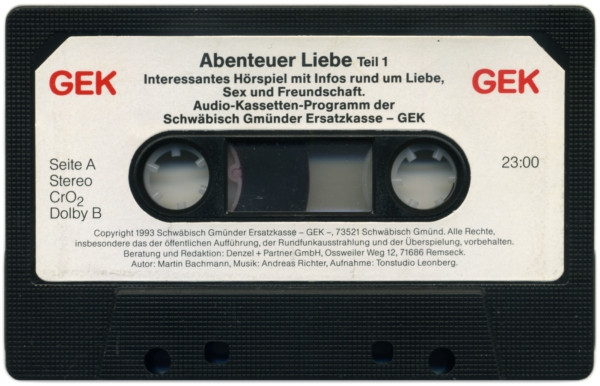 GEK
Abenteuer Liebe Teil 1
GEK
Interessantes Hörspiel mit Infos rund um Liebe,
Sex und Freundschaft.
Audio-Kassetten-Programm der
Schwäbisch Gmünder Ersatzkasse – GEK
Seite A
Stereo
CrO2
Dolby B
23:00
Copyright 1993 Schwäbisch Gmünder Ersatzkasse – GEK –, 73521 Schwäbisch Gmünd. Alle Rechte,
insbesondere das der öffentlichen Aufführung, der Rundfunkausstrahlung und der Überspielung, vorbehalten.
Beratung und Redaktion: Denzel + Partner GmbH, Ossweiler Weg 12, 71686 Remseck.
Autor: Martin Bachmann, Musik: Andreas Richter, Aufnahme: Tonstudio Leonberg.